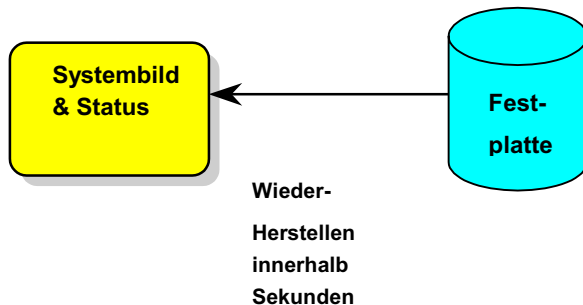 Systembild
& Status
Fest-
platte
Wieder-
Herstellen
innerhalb
Sekunden